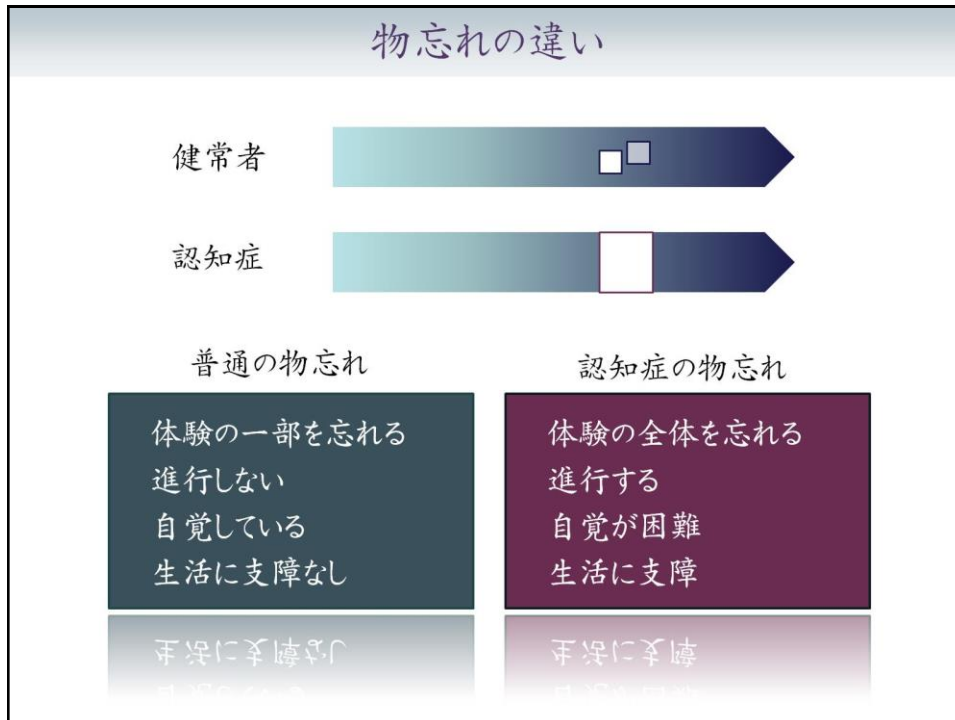 物忘れの違い
健常者
認知症
普通の物忘れ
体験の一部を忘れる
進行しない
自覚している
生活に支障なし
認知症の物忘れ
体験の全体を忘れる
進行する
自覚が困難
生活に支障